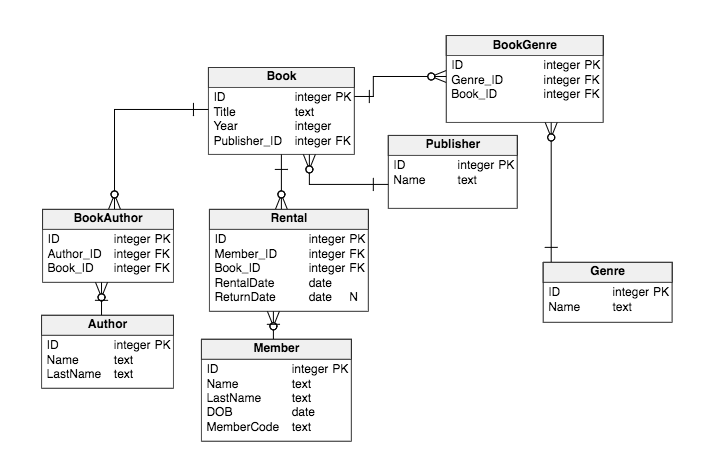 BookGenre
ID integer PK
Genre_ID integer FK
Book_ID integer FK
Book
ID integer PK
Title text
Year integer
Publisher_ID integer FK
Publisher
ID integer PK
Name text
BookAuthor
ID integer PK
Author_ID integer FK
Book_ID integer FK
Rental
ID integer PK
Member_ID integer FK
Book_ID integer FK
RentalDate date
ReturnDate date N
Genre
ID integer PK
Name text
Author
ID integer PK
Name text
LastName text
Member
ID integer PK
Name text
LastName text
DOB date
MemberCode text